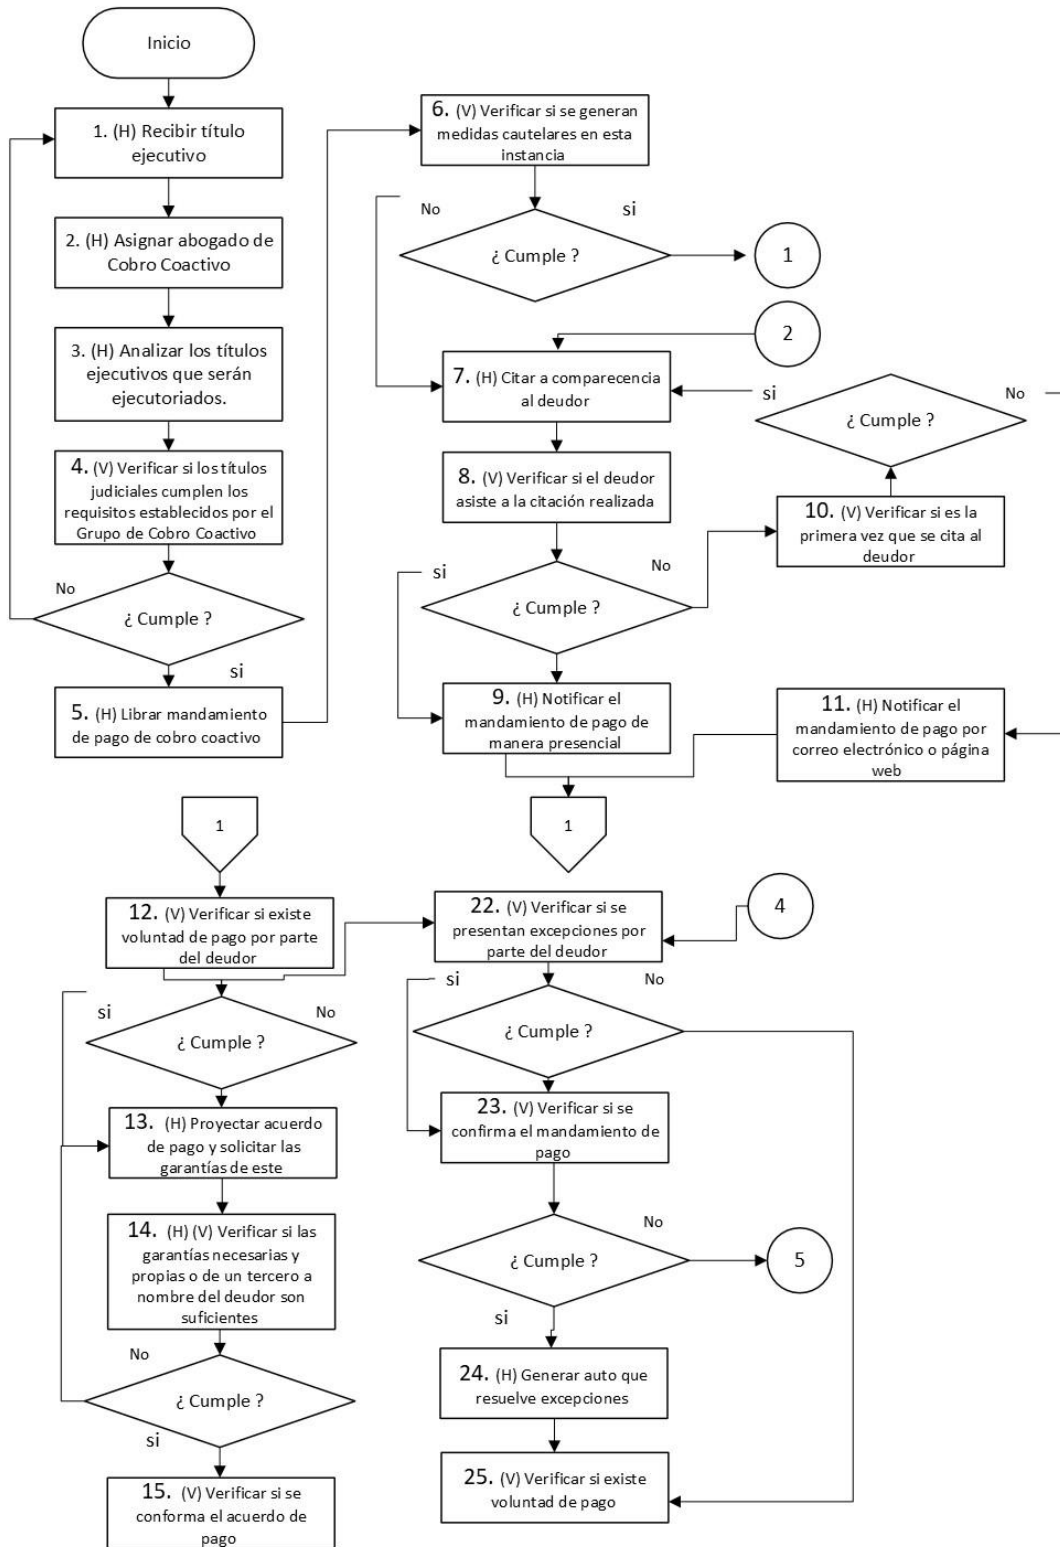 Inicio
1. (H) Recibir título
ejecutivo
2. (H) Asignar abogado de
Cobro Coactivo
3. (H) Analizar los títulos
ejecutivos que serán
ejecutoriados.
4. (V) Verificar si los títulos
judiciales cumplen los
requisitos establecidos por el
Grupo de Cobro Coactivo
No
¿ Cumple ?
si
5. (H) Librar mandamiento
de pago de cobro coactivo
6. (V) Verificar si se generan
medidas cautelares en esta
instancia
No
si
¿ Cumple ?
1
2
7. (H) Citar a comparecencia
al deudor
si
No
¿ Cumple ?
8. (V) Verificar si el deudor
asiste a la citación realizada
10. (V) Verificar si es la
primera vez que se cita al
deudor
si
No
¿ Cumple ?
9. (H) Notificar el
mandamiento de pago de
manera presencial
11. (H) Notificar el
mandamiento de pago por
correo electrónico o página
web
1
1
12. (V) Verificar si existe
voluntad de pago por parte
del deudor
si
No
¿ Cumple ?
13. (H) Proyectar acuerdo
de pago y solicitar las
garantías de este
14. (H) (V) Verificar si las
garantías necesarias y
propias o de un tercero a
nombre del deudor son
suficientes
No
¿ Cumple ?
si
15. (V) Verificar si se
conforma el acuerdo de
pago
22. (V) Verificar si se
presentan excepciones por
parte del deudor
4
si
No
¿ Cumple ?
23. (V) Verificar si se
confirma el mandamiento de
pago
No
¿ Cumple ?
5
si
24. (H) Generar auto que
resuelve excepciones
25. (V) Verificar si existe
voluntad de pago